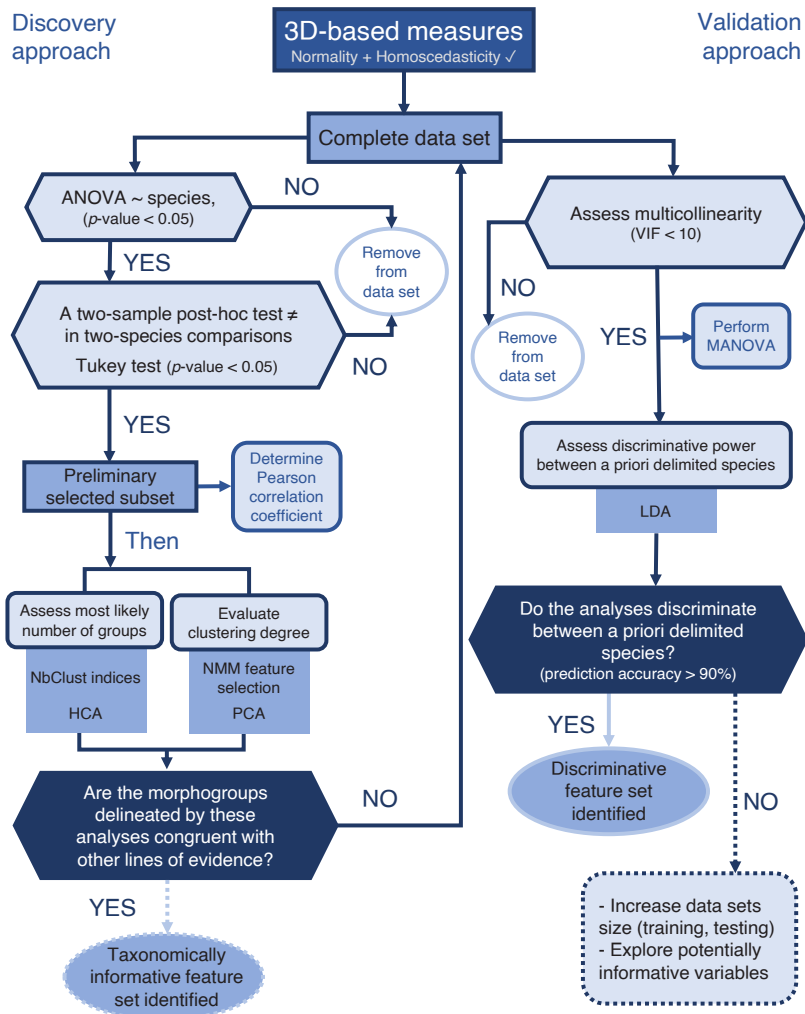 Discovery
approach
3D-based measures
Normality + Homoscedasticity ✓
Validation
approach
Complete data set
ANOVA ~ species,
(p-value < 0.05)
NO
YES
Remove
from
data set
A two-sample post-hoc test ≠
in two-species comparisons
Tukey test (p-value < 0.05)
NO
YES
Preliminary
selected subset
Determine
Pearson
correlation
coefficient
Then
Assess most likely
number of groups
NbClust indices
HCA
Evaluate
clustering degree
NMM feature
selection
PCA
Are the morphogroups
delineated by these
analyses congruent with
other lines of evidence?
NO
YES
Taxonomically
informative feature
set identified
Assess multicollinearity
(VIF < 10)
NO
Remove
from
data set
YES
Perform
MANOVA
Assess discriminative power
between a priori delimited species
LDA
Do the analyses discriminate
between a priori delimited
species?
(prediction accuracy > 90%)
YES
Discriminative
feature set
identified
NO
- Increase data sets
size (training, testing)
- Explore potentially
informative variables